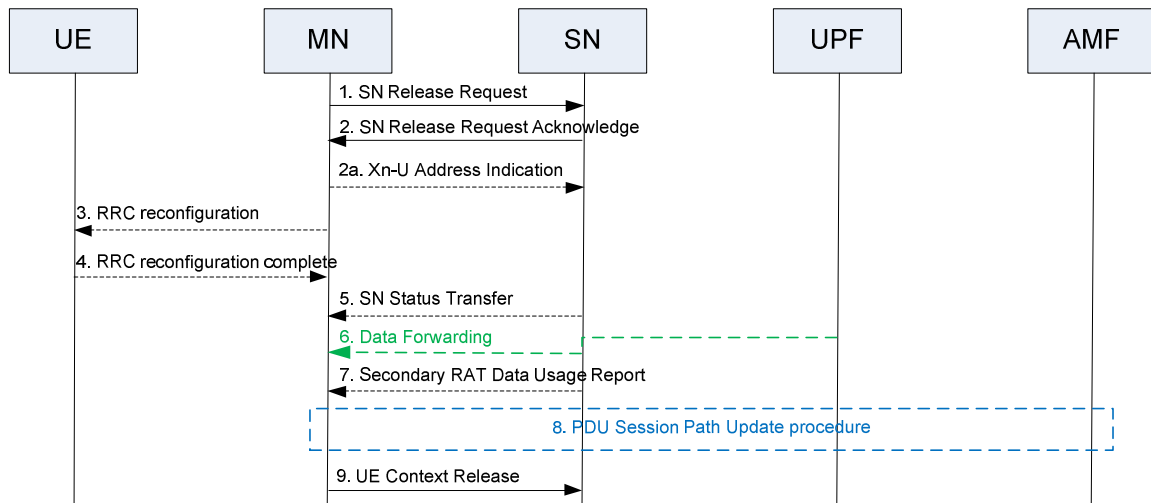 UE
MN
SN
UPF
AMF
1. SN Release Request
2. SN Release Request Acknowledge
2a. Xn-U Address Indication
3. RRC reconfiguration
4. RRC reconfiguration complete
5. SN Status Transfer
6. Data Forwarding
7. Secondary RAT Data Usage Report
8. PDU Session Path Update procedure
9. UE Context Release